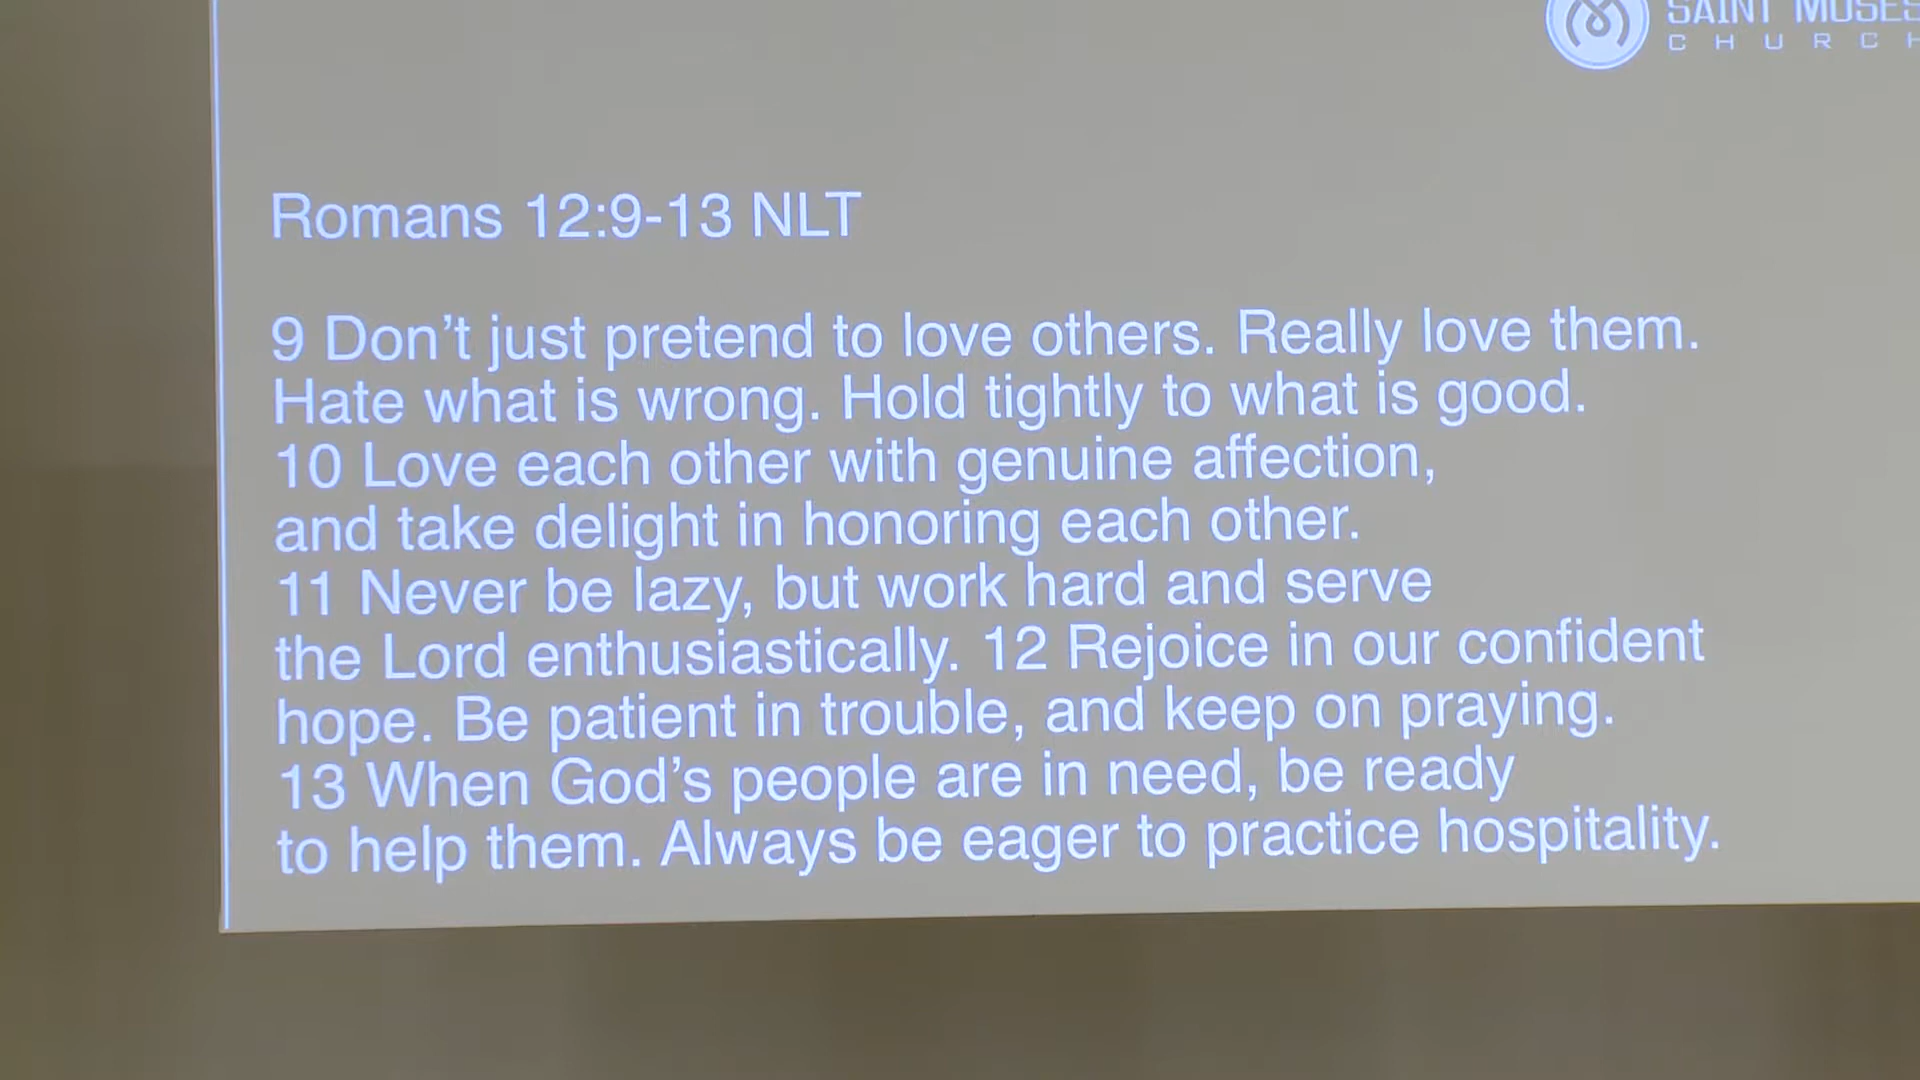 SAINT MOSES
CHURCH
Romans 12:9-13 NLT
9 Don’t just pretend to love others. Really love them.
Hate what is wrong. Hold tightly to what is good.
10 Love each other with genuine affection,
and take delight in honoring each other.
11 Never be lazy, but work hard and serve
the Lord enthusiastically. 12 Rejoice in our confident
hope. Be patient in trouble, and keep on praying.
13 When God’s people are in need, be ready
to help them. Always be eager to practice hospitality.